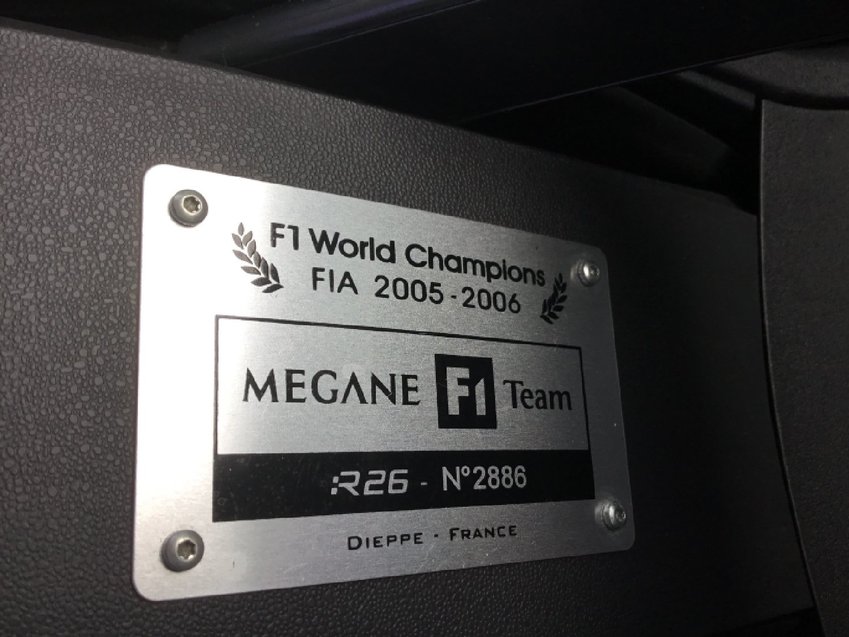 F1 World Champions
FIA 2005 - 2006
MEGANE F1 Team
R26 - N°2886
DIEPPE - FRANCE